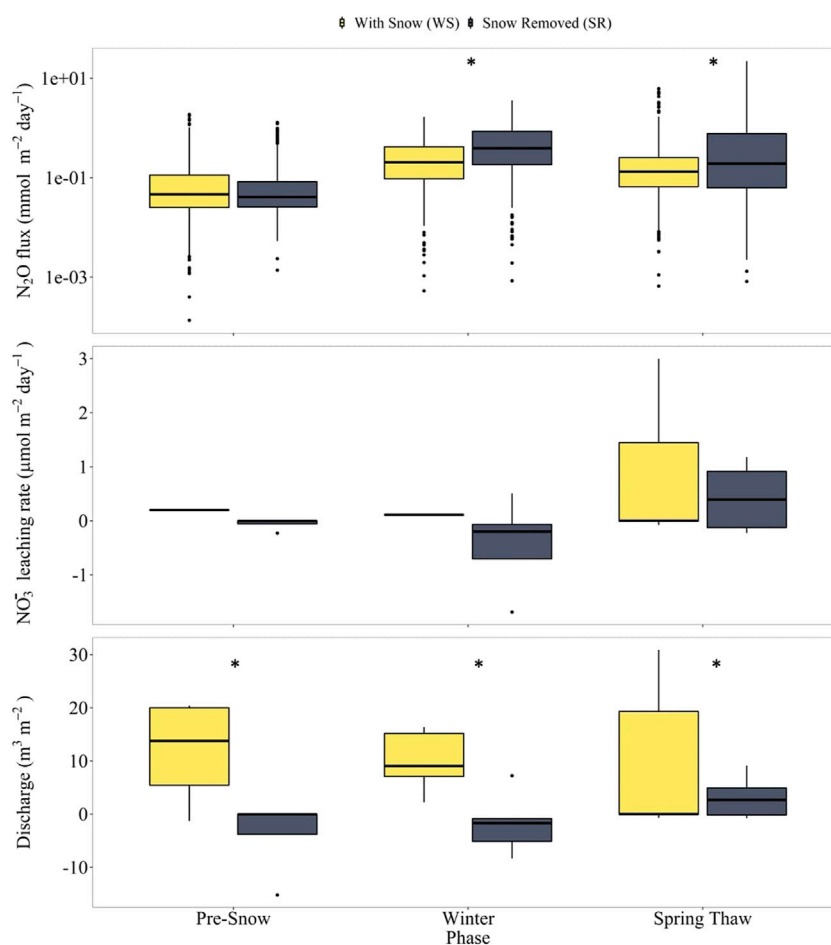 With Snow (WS) Snow Removed (SR)
N₂O flux (mmol m⁻² day⁻¹)
1e+01
*
*
1e-01
1e-03
NO₃⁻ leaching rate (μmol m⁻² day⁻¹)
3
2
1
0
-1
Discharge (m³ m⁻²)
30
*
*
*
20
10
0
-10
Pre-Snow Winter Spring Thaw
Phase